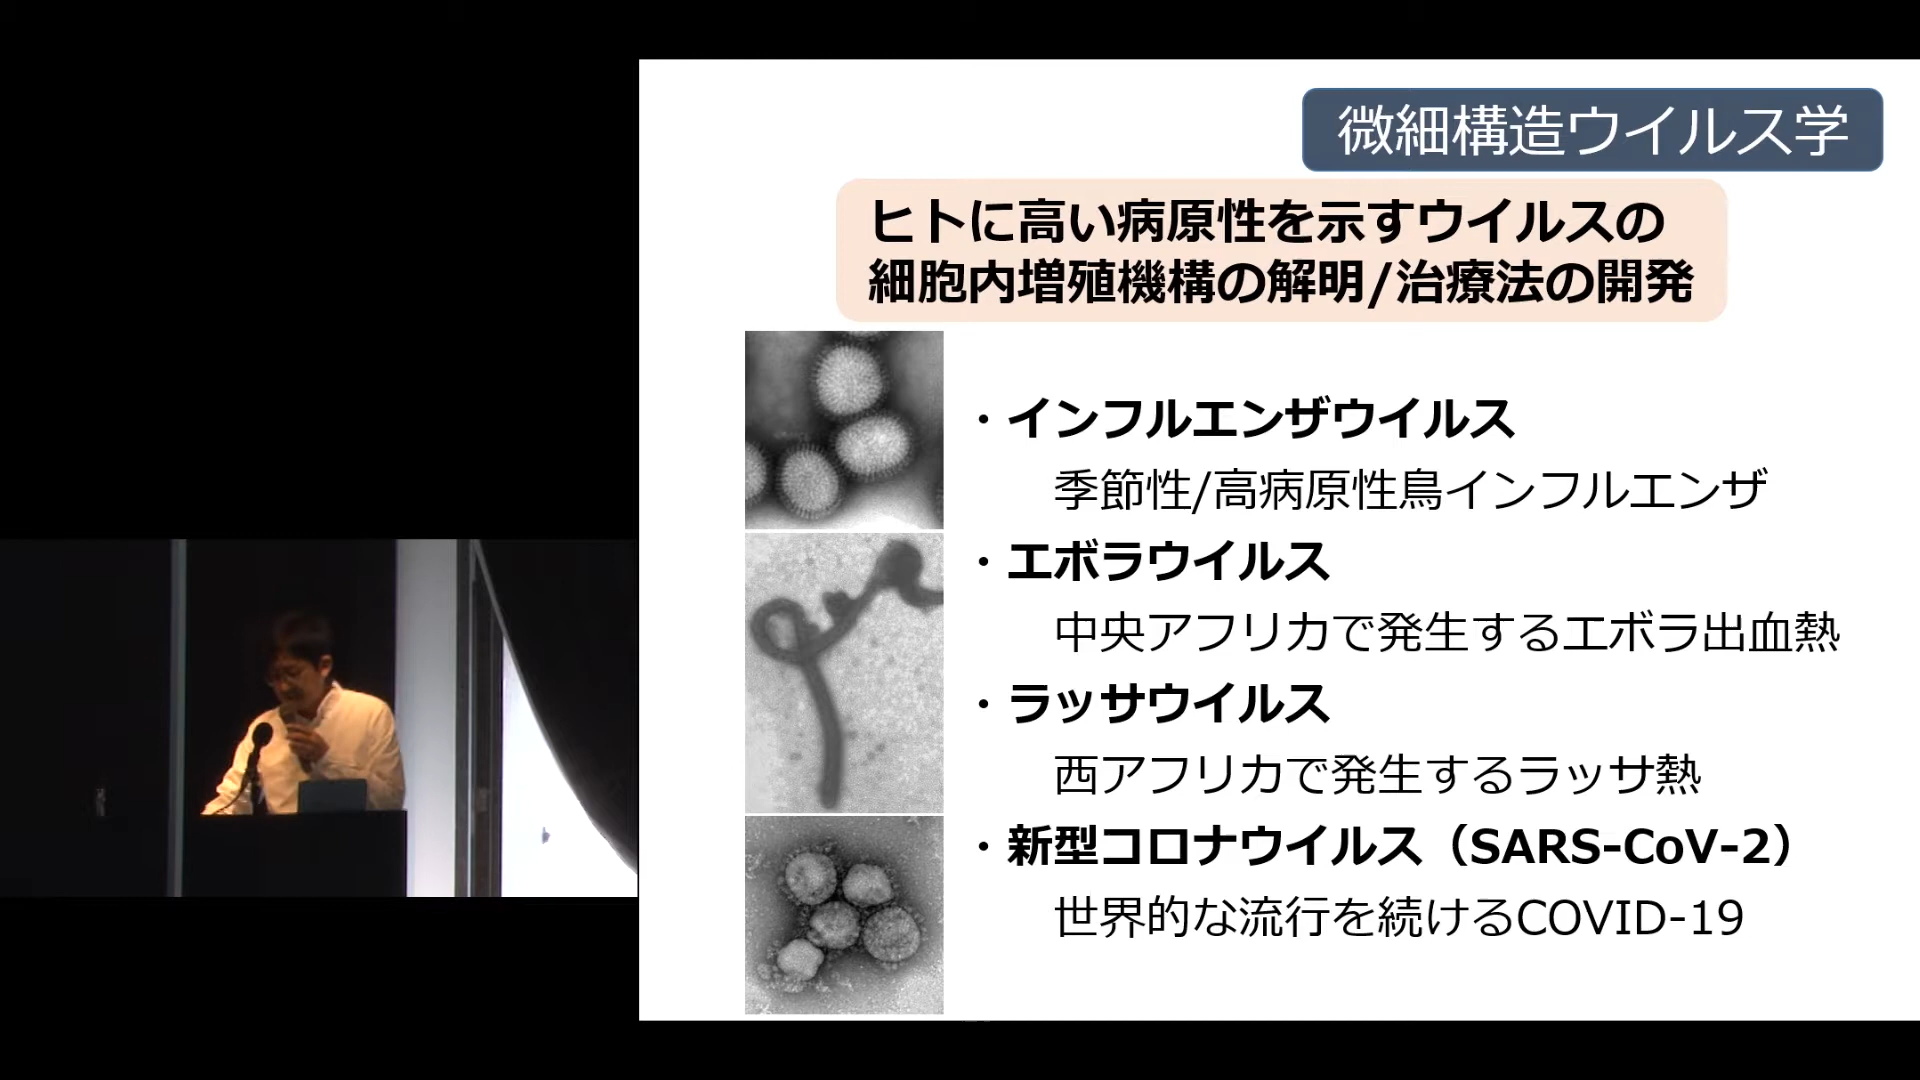 微細構造ウイルス学
ヒトに高い病原性を示すウイルスの
細胞内増殖機構の解明/治療法の開発
・インフルエンザウイルス
季節性/高病原性鳥インフルエンザ
・エボラウイルス
中央アフリカで発生するエボラ出血熱
・ラッサウイルス
西アフリカで発生するラッサ熱
・新型コロナウイルス（SARS-CoV-2）
世界的な流行を続けるCOVID-19